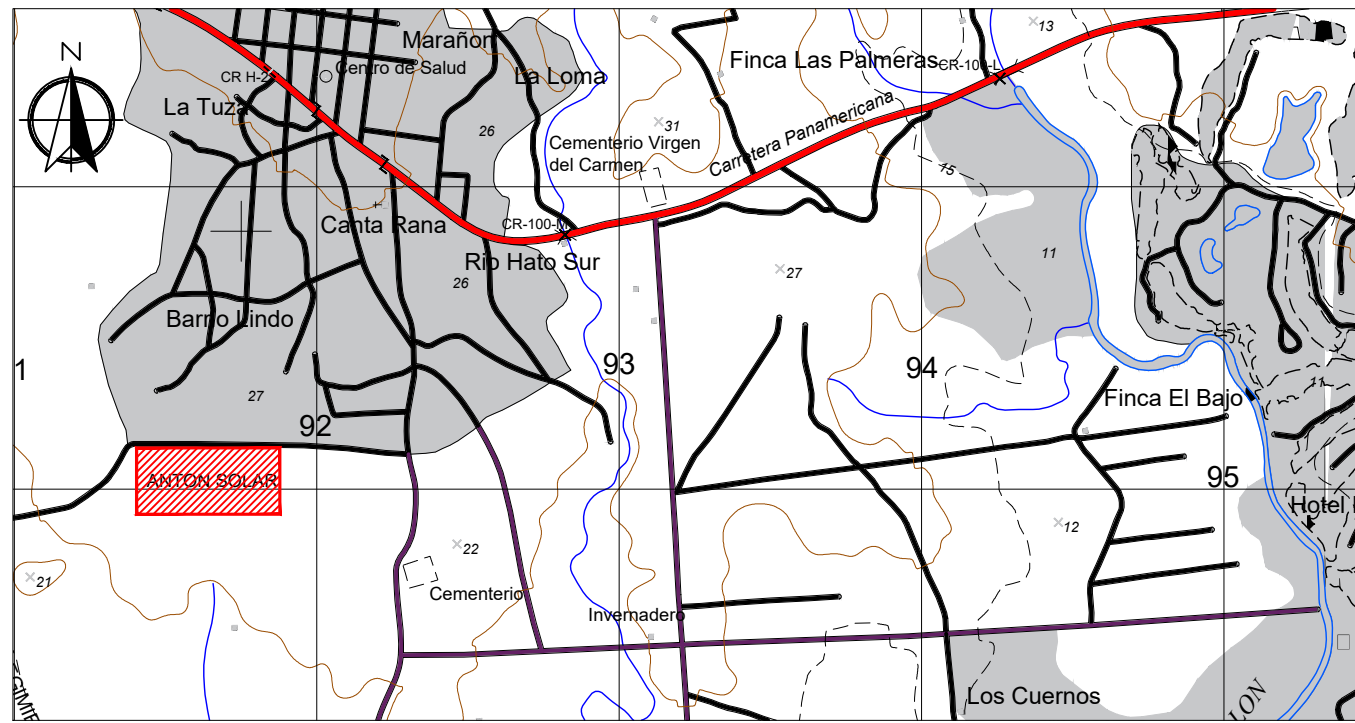 N
Marañon
CR H-2
Centro de Salud
La Tuza
La Loma
26
Finca Las Palmeras
CR-100-L
13
31
Cementerio Virgen
del Carmen
Carretera Panamericana
15
Canta Rana
CR-100-M
Rio Hato Sur
26
27
11
Barrio Lindo
1
27
92
93
94
Finca El Bajo
11
95
ANTON SOLAR
Hotel
12
22
21
Cementerio
Invernadero
Los Cuernos
LON